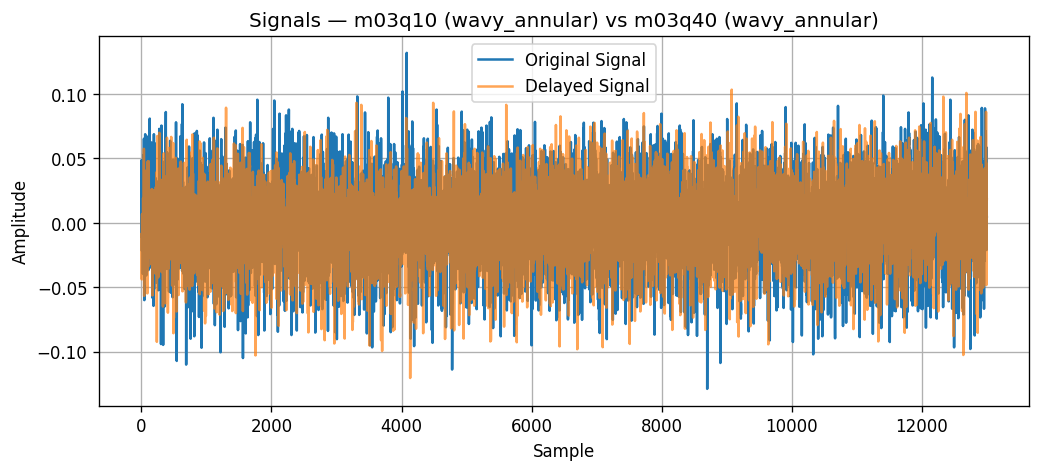 Signals — m03q10 (wavy_annular) vs m03q40 (wavy_annular)
Original Signal
Delayed Signal
0.10
0.05
0.00
−0.05
−0.10
Amplitude
0 2000 4000 6000 8000 10000 12000
Sample